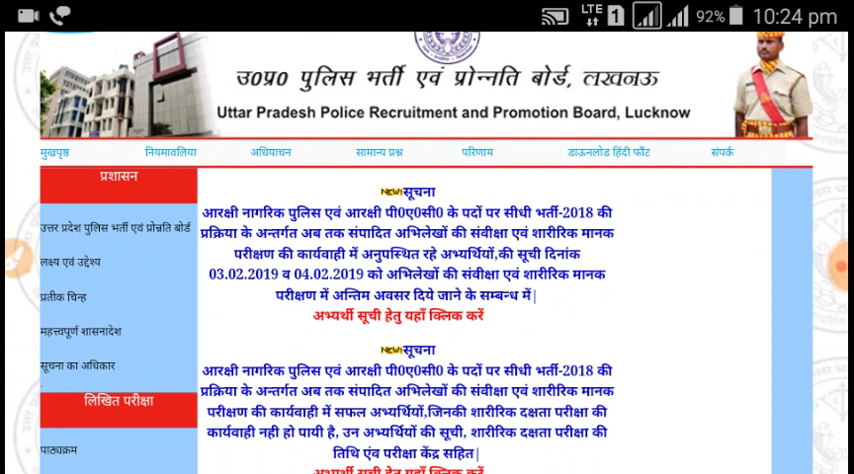 LTE 1 92% 10:24 pm
उ०प्र० पुलिस भर्ती एवं प्रोन्नति बोर्ड, लखनऊ
Uttar Pradesh Police Recruitment and Promotion Board, Lucknow
मुखपृष्ठ नियमावलिया अधियाचन सामान्य प्रश्न परिणाम डाऊनलोड हिंदी फौंट संपर्क
प्रशासन
उत्तर प्रदेश पुलिस भर्ती एवं प्रोन्नति बोर्ड
लक्ष्य एवं उद्देश्य
प्रतीक चिन्ह
महत्त्वपूर्ण शासनादेश
सूचना का अधिकार
लिखित परीक्षा
पाठ्यक्रम
NEW! सूचना
आरक्षी नागरिक पुलिस एवं आरक्षी पी0ए0सी0 के पदों पर सीधी भर्ती-2018 की
प्रक्रिया के अन्तर्गत अब तक संपादित अभिलेखों की संवीक्षा एवं शारीरिक मानक
परीक्षण की कार्यवाही में अनुपस्थित रहे अभ्यर्थियों,की सूची दिनांक
03.02.2019 व 04.02.2019 को अभिलेखों की संवीक्षा एवं शारीरिक मानक
परीक्षण में अन्तिम अवसर दिये जाने के सम्बन्ध में|
अभ्यर्थी सूची हेतु यहाँ क्लिक करें
NEW! सूचना
आरक्षी नागरिक पुलिस एवं आरक्षी पी0ए0सी0 के पदों पर सीधी भर्ती-2018 की
प्रक्रिया के अन्तर्गत अब तक संपादित अभिलेखों की संवीक्षा एवं शारीरिक मानक
परीक्षण की कार्यवाही में सफल अभ्यर्थियों,जिनकी शारीरिक दक्षता परीक्षा की
कार्यवाही नही हो पायी है, उन अभ्यर्थियों की सूची, शारीरिक दक्षता परीक्षा की
तिथि एंव परीक्षा केंद्र सहित|
अभ्यर्थी सूची हेतु यहाँ क्लिक करें